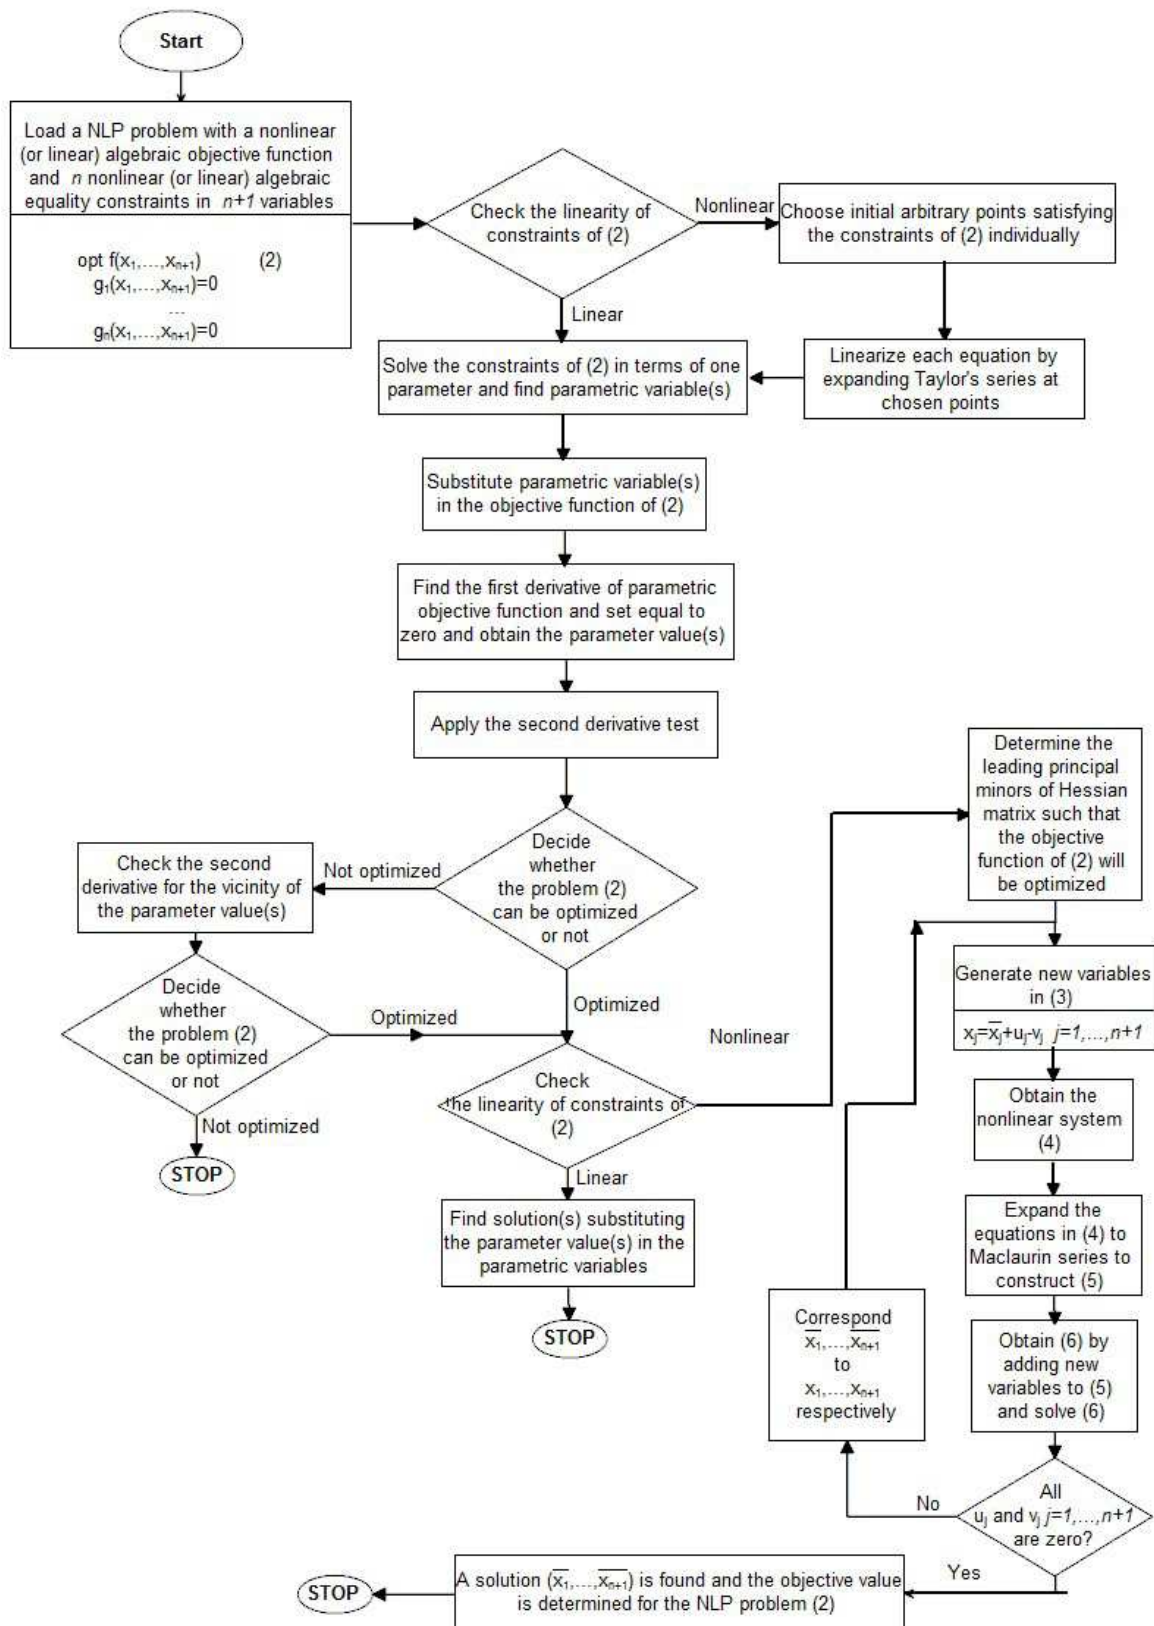 Start
Load a NLP problem with a nonlinear
(or linear) algebraic objective function
and n nonlinear (or linear) algebraic
equality constraints in n+1 variables
opt f(x₁,...,xₙ₊₁) (2)
g₁(x₁,...,xₙ₊₁)=0
...
gₙ(x₁,...,xₙ₊₁)=0
Check the linearity of
constraints of (2)
Nonlinear
Choose initial arbitrary points satisfying
the constraints of (2) individually
Linear
Linearize each equation by
expanding Taylor's series at
chosen points
Solve the constraints of (2) in terms of one
parameter and find parametric variable(s)
Substitute parametric variable(s)
in the objective function of (2)
Find the first derivative of parametric
objective function and set equal to
zero and obtain the parameter value(s)
Apply the second derivative test
Decide
whether
the problem (2)
can be optimized
or not
Not optimized
Check the second
derivative for the vicinity of
the parameter value(s)
Decide
whether
the problem (2)
can be optimized
or not
Optimized
Optimized
Not optimized
STOP
Check
the linearity of constraints of
(2)
Nonlinear
Linear
Find solution(s) substituting
the parameter value(s) in the
parametric variables
STOP
Determine the
leading principal
minors of Hessian
matrix such that
the objective
function of (2) will
be optimized
Generate new variables
in (3)
xⱼ=x̅ⱼ+uⱼ-vⱼ j=1,...,n+1
Obtain the
nonlinear system
(4)
Expand the
equations in (4) to
Maclaurin series to
construct (5)
Obtain (6) by
adding new
variables to (5)
and solve (6)
All
uⱼ and vⱼ j=1,...,n+1
are zero?
No
Correspond
x̅₁,...,x̅ₙ₊₁
to
x₁,...,xₙ₊₁
respectively
Yes
A solution (x̅₁,...,x̅ₙ₊₁) is found and the objective value
is determined for the NLP problem (2)
STOP